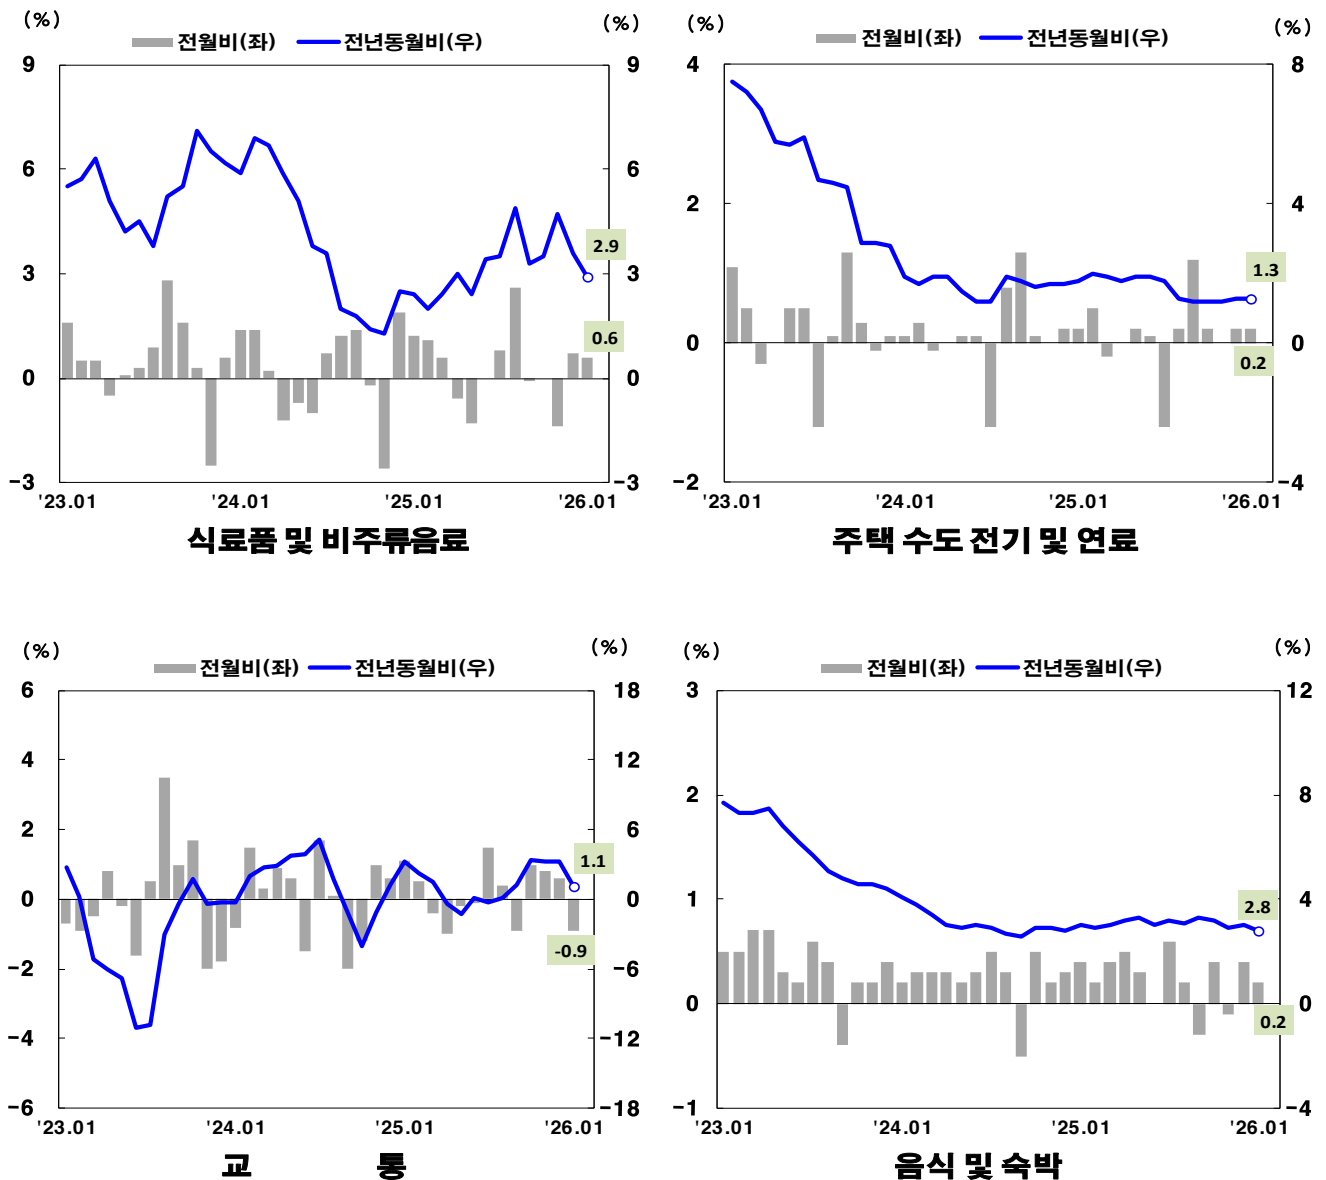 (%) (%)
전월비(좌) 전년동월비(우)
9 9
6 6
2.9
3 3
0.6
0 0
-3 -3
'23.01 '24.01 '25.01 '26.01
식료품 및 비주류음료
(%) (%)
전월비(좌) 전년동월비(우)
4 8
2 4
1.3
0 0
0.2
-2 -4
'23.01 '24.01 '25.01 '26.01
주택 수도 전기 및 연료
(%) (%)
전월비(좌) 전년동월비(우)
6 18
4 12
2 6
1.1
0 0
-0.9
-2 -6
-4 -12
-6 -18
'23.01 '24.01 '25.01 '26.01
교 통
(%) (%)
전월비(좌) 전년동월비(우)
3 12
2 8
1 4
2.8
0 0
0.2
-1 -4
'23.01 '24.01 '25.01 '26.01
음식 및 숙박